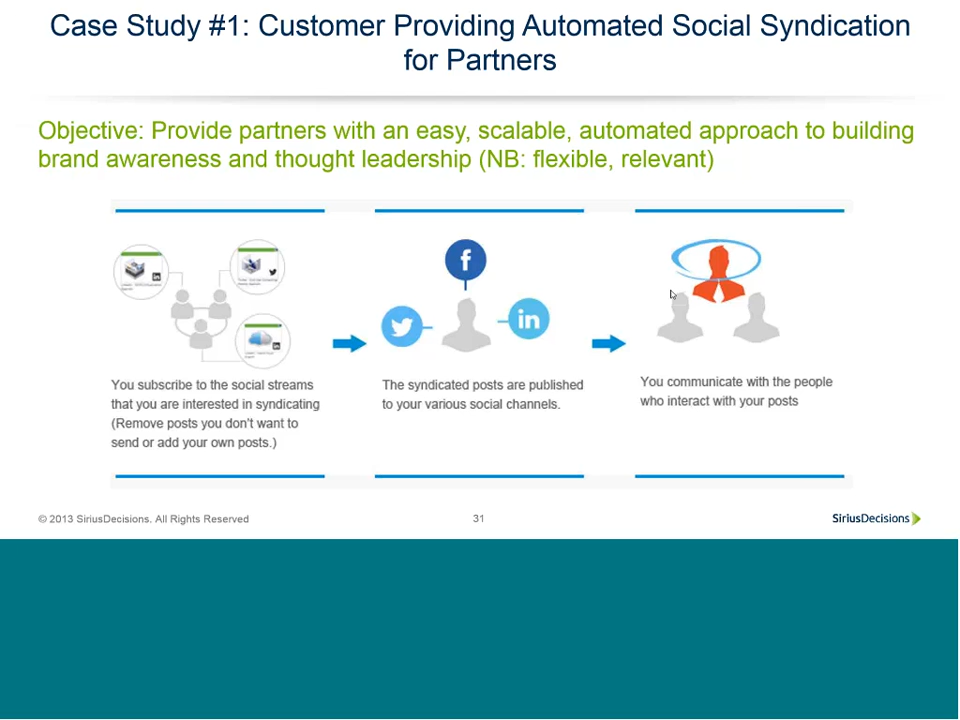 Case Study #1: Customer Providing Automated Social Syndication
for Partners
Objective: Provide partners with an easy, scalable, automated approach to building
brand awareness and thought leadership (NB: flexible, relevant)
You subscribe to the social streams
that you are interested in syndicating
(Remove posts you don't want to
send or add your own posts.)
The syndicated posts are published
to your various social channels.
You communicate with the people
who interact with your posts
f
in
in
in
© 2013 SiriusDecisions. All Rights Reserved
31
SiriusDecisions